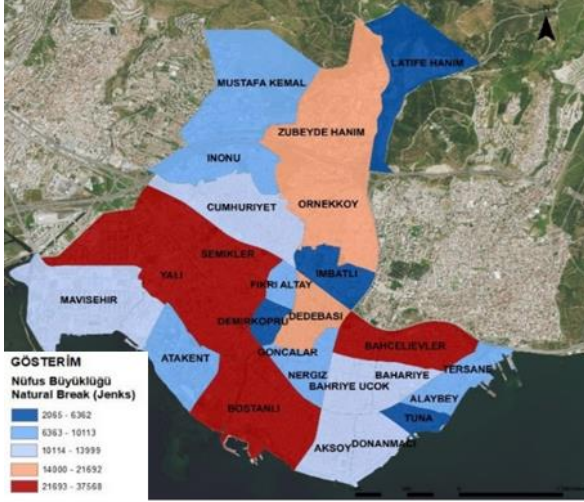 LATIFE HANIM
MUSTAFA KEMAL
ZUBEYDE HANIM
INONU
CUMHURIYET
ORNEKKOY
SEMIKLER
YALI
IMBATLI
FIKRI ALTAY
MAVISEHIR
DEMIRKOPRU
DEDEBASI
GONCALAR
ATAKENT
BAHCELIEVLER
NERGIZ
BAHARIYE
TERSANE
BAHRIYE UCOK
ALAYBEY
BOSTANLI
TUNA
AKSOY
DONANMACI
GÖSTERİM
Nüfus Büyüklüğü
Natural Break (Jenks)
2065 - 6362
6363 - 10113
10114 - 13999
14000 - 21692
21693 - 37568